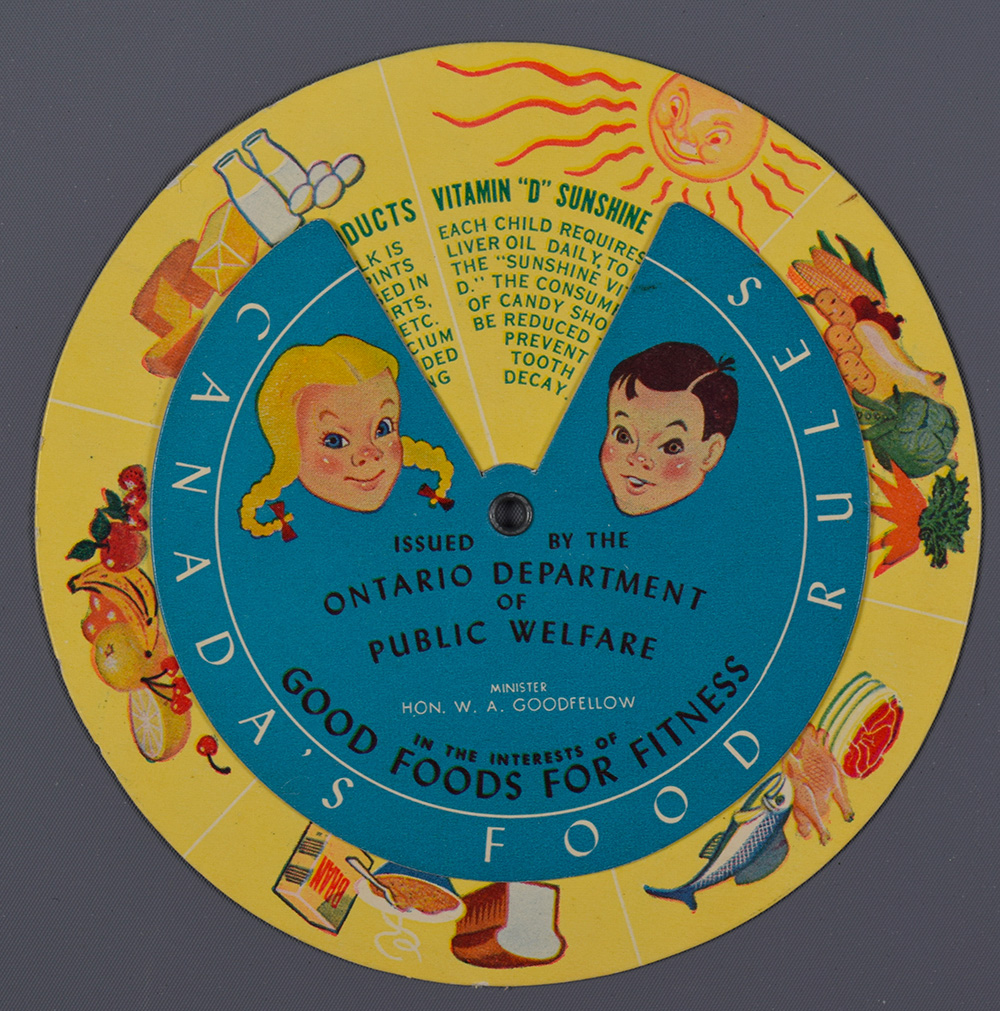 DUCTS
K IS
INTS
ED IN
RTS,
ETC.
CIUM
DED
NG
VITAMIN "D" SUNSHINE
EACH CHILD REQUIRES
LIVER OIL DAILY, TO
THE "SUNSHINE VI
D." THE CONSUM
OF CANDY SHO
BE REDUCED
PREVENT
TOOTH
DECAY.
CANADA'S FOOD RULES
ISSUED BY THE
ONTARIO DEPARTMENT
OF
PUBLIC WELFARE
MINISTER
HON. W. A. GOODFELLOW
IN THE INTERESTS OF
GOOD FOODS FOR FITNESS
BRAN